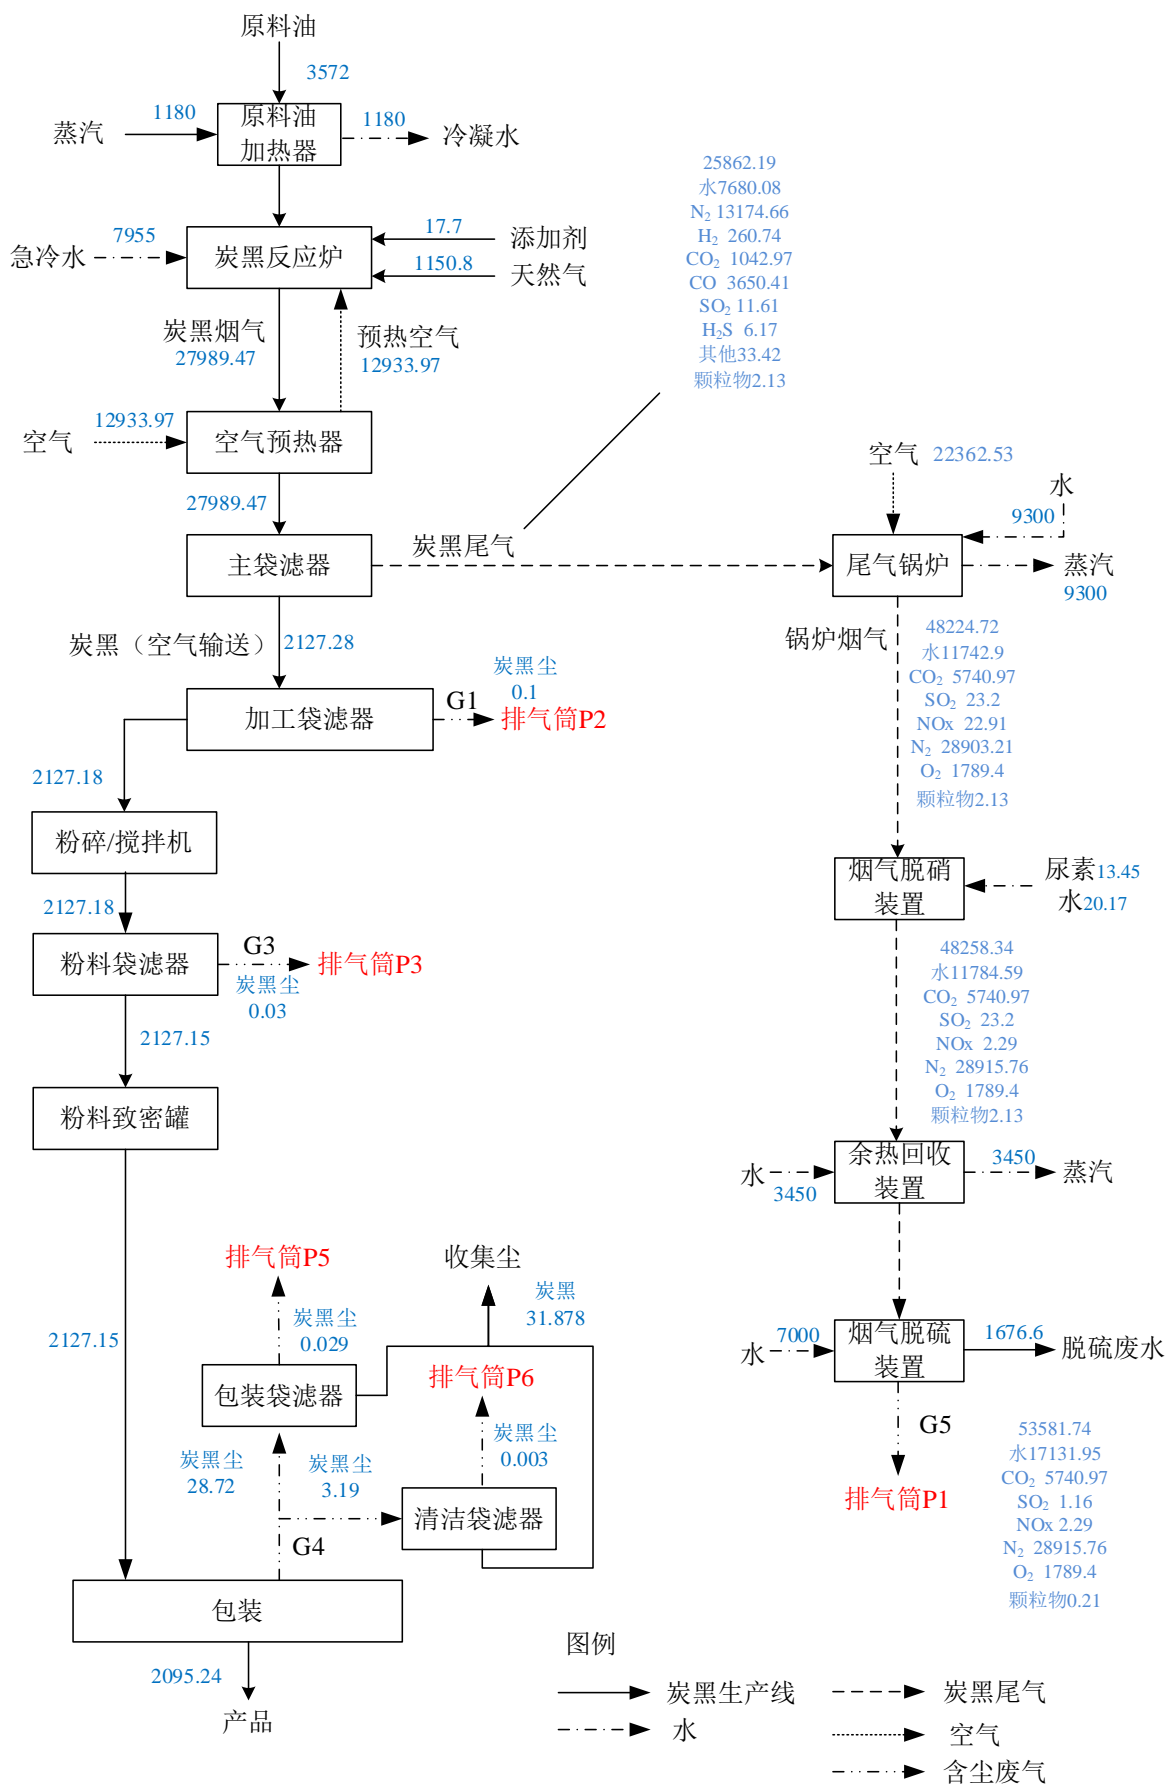 原料油
3572
蒸汽
1180
原料油
加热器
1180
冷凝水
急冷水
7955
炭黑反应炉
17.7
添加剂
1150.8
天然气
炭黑烟气
27989.47
预热空气
12933.97
25862.19
水7680.08
N₂ 13174.66
H₂ 260.74
CO₂ 1042.97
CO 3650.41
SO₂ 11.61
H₂S 6.17
其他33.42
颗粒物2.13
空气
12933.97
空气预热器
27989.47
主袋滤器
炭黑尾气
空气
22362.53
水
9300
尾气锅炉
蒸汽
9300
炭黑（空气输送）
2127.28
锅炉烟气
48224.72
水11742.9
CO₂ 5740.97
SO₂ 23.2
NOx 22.91
N₂ 28903.21
O₂ 1789.4
颗粒物2.13
加工袋滤器
G1
炭黑尘
0.1
排气筒P2
2127.18
粉碎/搅拌机
2127.18
烟气脱硝
装置
尿素13.45
水20.17
粉料袋滤器
G3
炭黑尘
0.03
排气筒P3
48258.34
水11784.59
CO₂ 5740.97
SO₂ 23.2
NOx 2.29
N₂ 28915.76
O₂ 1789.4
颗粒物2.13
2127.15
粉料致密罐
水
3450
余热回收
装置
3450
蒸汽
2127.15
排气筒P5
炭黑尘
0.029
收集尘
炭黑
31.878
包装袋滤器
排气筒P6
炭黑尘
0.003
炭黑尘
28.72
炭黑尘
3.19
清洁袋滤器
G4
水
7000
烟气脱硫
装置
1676.6
脱硫废水
G5
排气筒P1
53581.74
水17131.95
CO₂ 5740.97
SO₂ 1.16
NOx 2.29
N₂ 28915.76
O₂ 1789.4
颗粒物0.21
包装
2095.24
产品
图例
炭黑生产线
炭黑尾气
水
空气
含尘废气